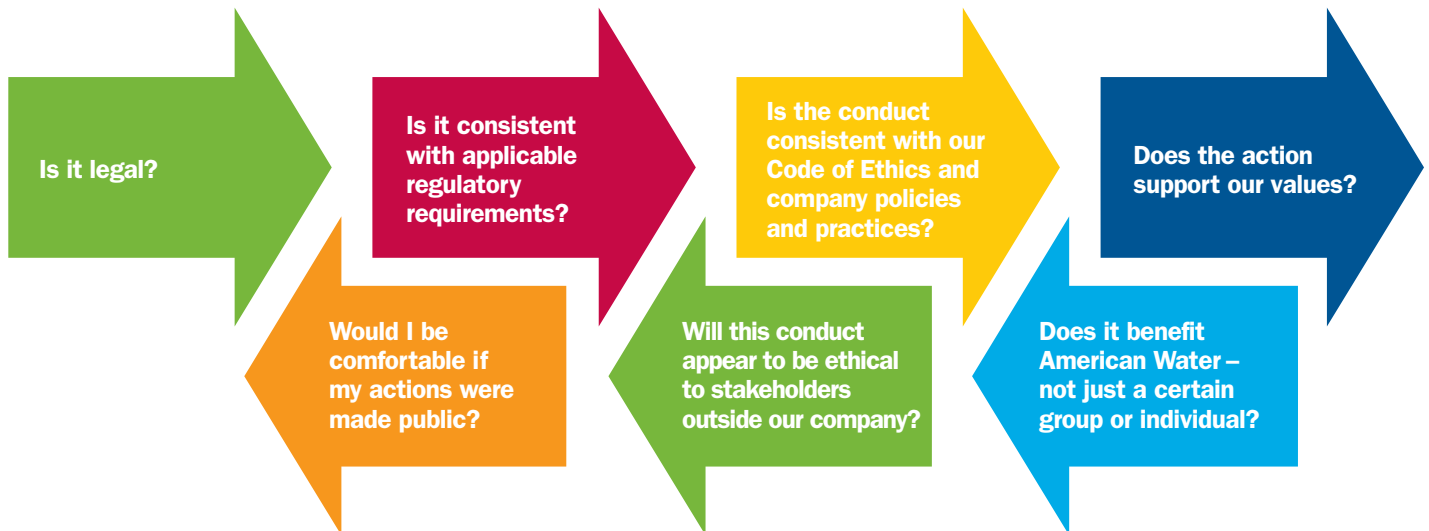 Is it legal?
Is it consistent
with applicable
regulatory
requirements?
Is the conduct
consistent with our
Code of Ethics and
company policies
and practices?
Does the action
support our values?
Would I be
comfortable if
my actions were
made public?
Will this conduct
appear to be ethical
to stakeholders
outside our company?
Does it benefit
American Water –
not just a certain
group or individual?